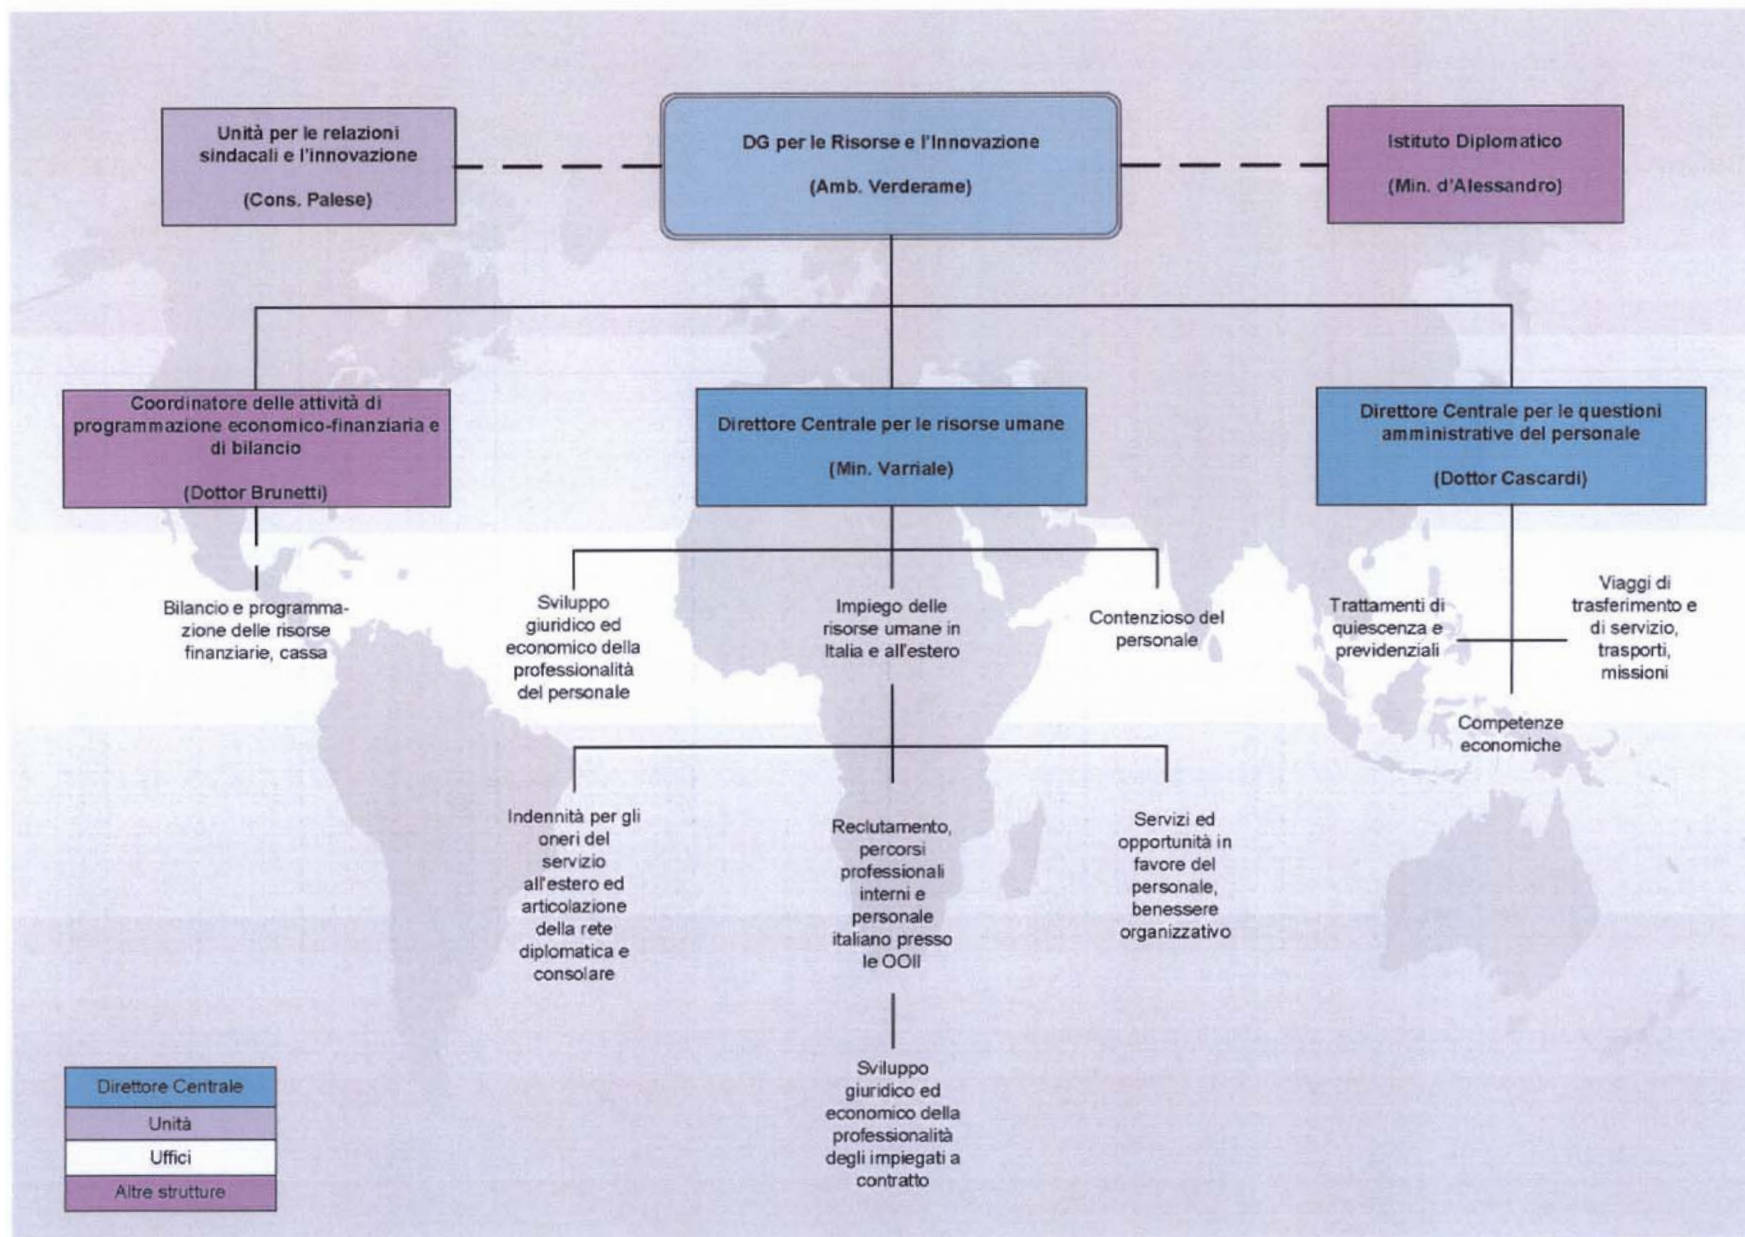 Unità per le relazioni
sindacali e l'innovazione
(Cons. Palese)
DG per le Risorse e l'Innovazione
(Amb. Verderame)
Istituto Diplomatico
(Min. d'Alessandro)
Coordinatore delle attività di
programmazione economico-finanziaria e
di bilancio
(Dottor Brunetti)
Direttore Centrale per le risorse umane
(Min. Varriale)
Direttore Centrale per le questioni
amministrative del personale
(Dottor Cascardi)
Bilancio e programma-
zione delle risorse
finanziarie, cassa
Sviluppo
giuridico ed
economico della
professionalità
del personale
Impiego delle
risorse umane in
Italia e all'estero
Contenzioso del
personale
Trattamenti di
quiescenza e
previdenziali
Viaggi di
trasferimento e
di servizio,
trasporti,
missioni
Competenze
economiche
Indennità per gli
oneri del
servizio
all'estero ed
articolazione
della rete
diplomatica e
consolare
Reclutamento,
percorsi
professionali
interni e
personale
italiano presso
le OOII
Servizi ed
opportunità in
favore del
personale,
benessere
organizzativo
Sviluppo
giuridico ed
economico della
professionalità
degli impiegati a
contratto
Direttore Centrale
Unità
Uffici
Altre strutture